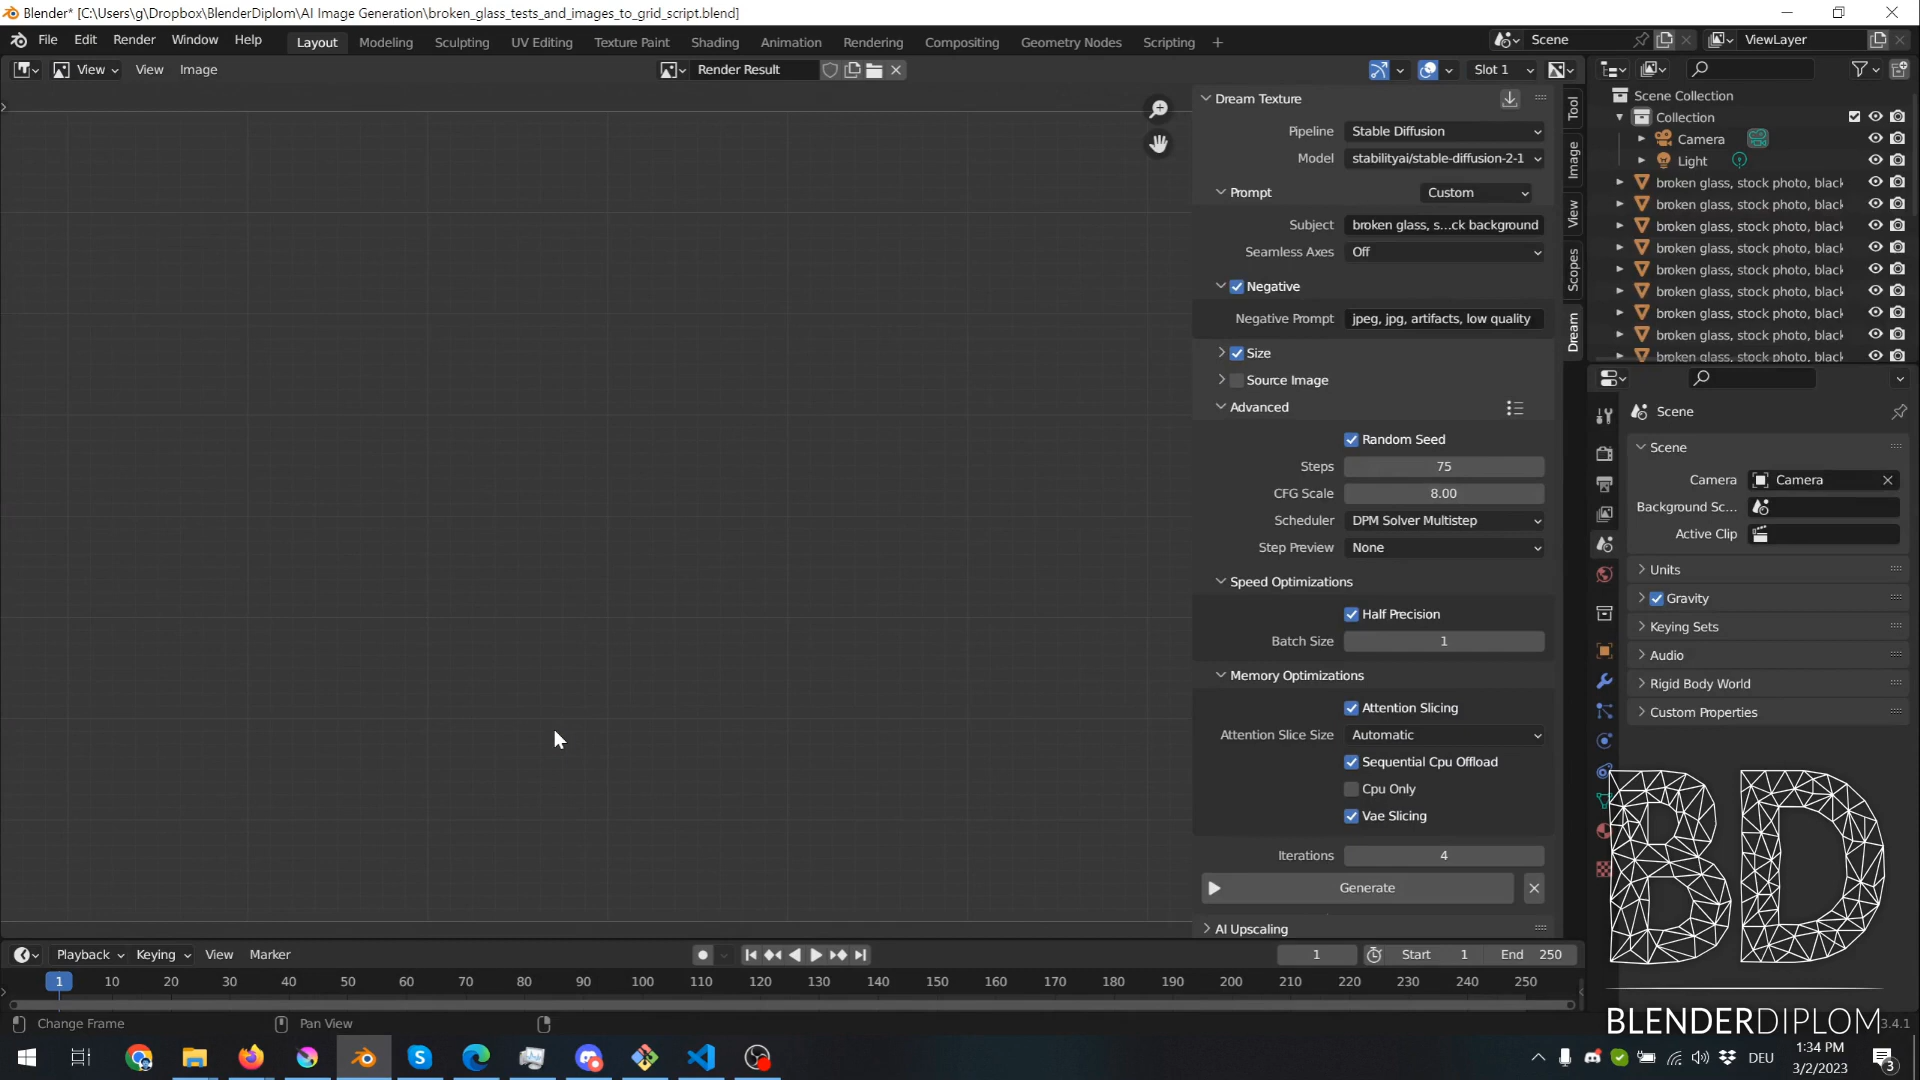 Blender* [C:\Users\g\Dropbox\BlenderDiplom\AI Image Generation\broken_glass_tests_and_images_to_grid_script.blend]
File Edit Render Window Help Layout Modeling Sculpting UV Editing Texture Paint Shading Animation Rendering Compositing Geometry Nodes Scripting + Scene ViewLayer
View View Image Render Result Slot 1
Dream Texture
Pipeline Stable Diffusion
Model stabilityai/stable-diffusion-2-1
Prompt Custom
Subject broken glass, s...ck background
Seamless Axes Off
Negative
Negative Prompt jpeg, jpg, artifacts, low quality
Size
Source Image
Advanced
Random Seed
Steps 75
CFG Scale 8.00
Scheduler DPM Solver Multistep
Step Preview None
Speed Optimizations
Half Precision
Batch Size 1
Memory Optimizations
Attention Slicing
Attention Slice Size Automatic
Sequential Cpu Offload
Cpu Only
Vae Slicing
Iterations 4
Generate
AI Upscaling
Tool
Image
View
Scopes
Dream
Scene Collection
Collection
Camera
Light
broken glass, stock photo, black
broken glass, stock photo, black
broken glass, stock photo, black
broken glass, stock photo, black
broken glass, stock photo, black
broken glass, stock photo, black
broken glass, stock photo, black
broken glass, stock photo, black
broken glass, stock photo, black
Scene
Scene
Camera Camera
Background Sc...
Active Clip
Units
Gravity
Keying Sets
Audio
Rigid Body World
Custom Properties
BD
BLENDERDIPLOM
3.4.1
Playback Keying View Marker 1 Start 1 End 250
1 10 20 30 40 50 60 70 80 90 100 110 120 130 140 150 160 170 180 190 200 210 220 230 240 250
Change Frame Pan View
DEU
1:34 PM
3/2/2023
3